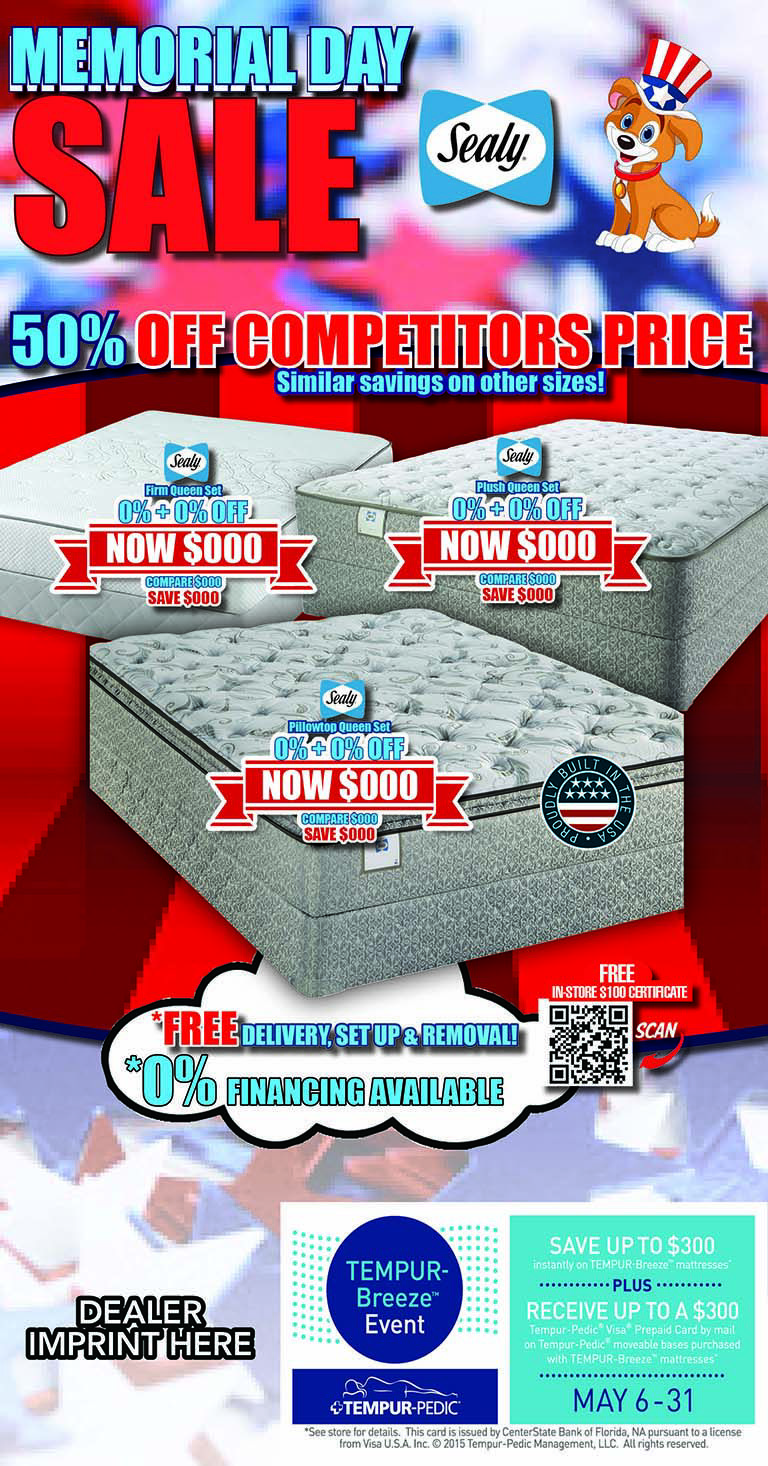 MEMORIAL DAY
SALE
Sealy
50% OFF COMPETITORS PRICE
Similar savings on other sizes!
Sealy
Firm Queen Set
0% + 0% OFF
NOW $000
COMPARE $000
SAVE $000
Sealy
Plush Queen Set
0% + 0% OFF
NOW $000
COMPARE $000
SAVE $000
Sealy
Pillowtop Queen Set
0% + 0% OFF
NOW $000
COMPARE $000
SAVE $000
PROUDLY BUILT IN THE USA
FREE
IN-STORE $100 CERTIFICATE
SCAN
*FREE DELIVERY, SET UP & REMOVAL!
*0% FINANCING AVAILABLE
DEALER
IMPRINT HERE
TEMPUR-
Breeze™
Event
TEMPUR-PEDIC®
SAVE UP TO $300
instantly on TEMPUR-Breeze™ mattresses*
PLUS
RECEIVE UP TO A $300
Tempur-Pedic® Visa® Prepaid Card by mail
on Tempur-Pedic® moveable bases purchased
with TEMPUR-Breeze™ mattresses*
MAY 6-31
*See store for details. This card is issued by CenterState Bank of Florida, NA pursuant to a license
from Visa U.S.A. Inc. © 2015 Tempur-Pedic Management, LLC. All rights reserved.